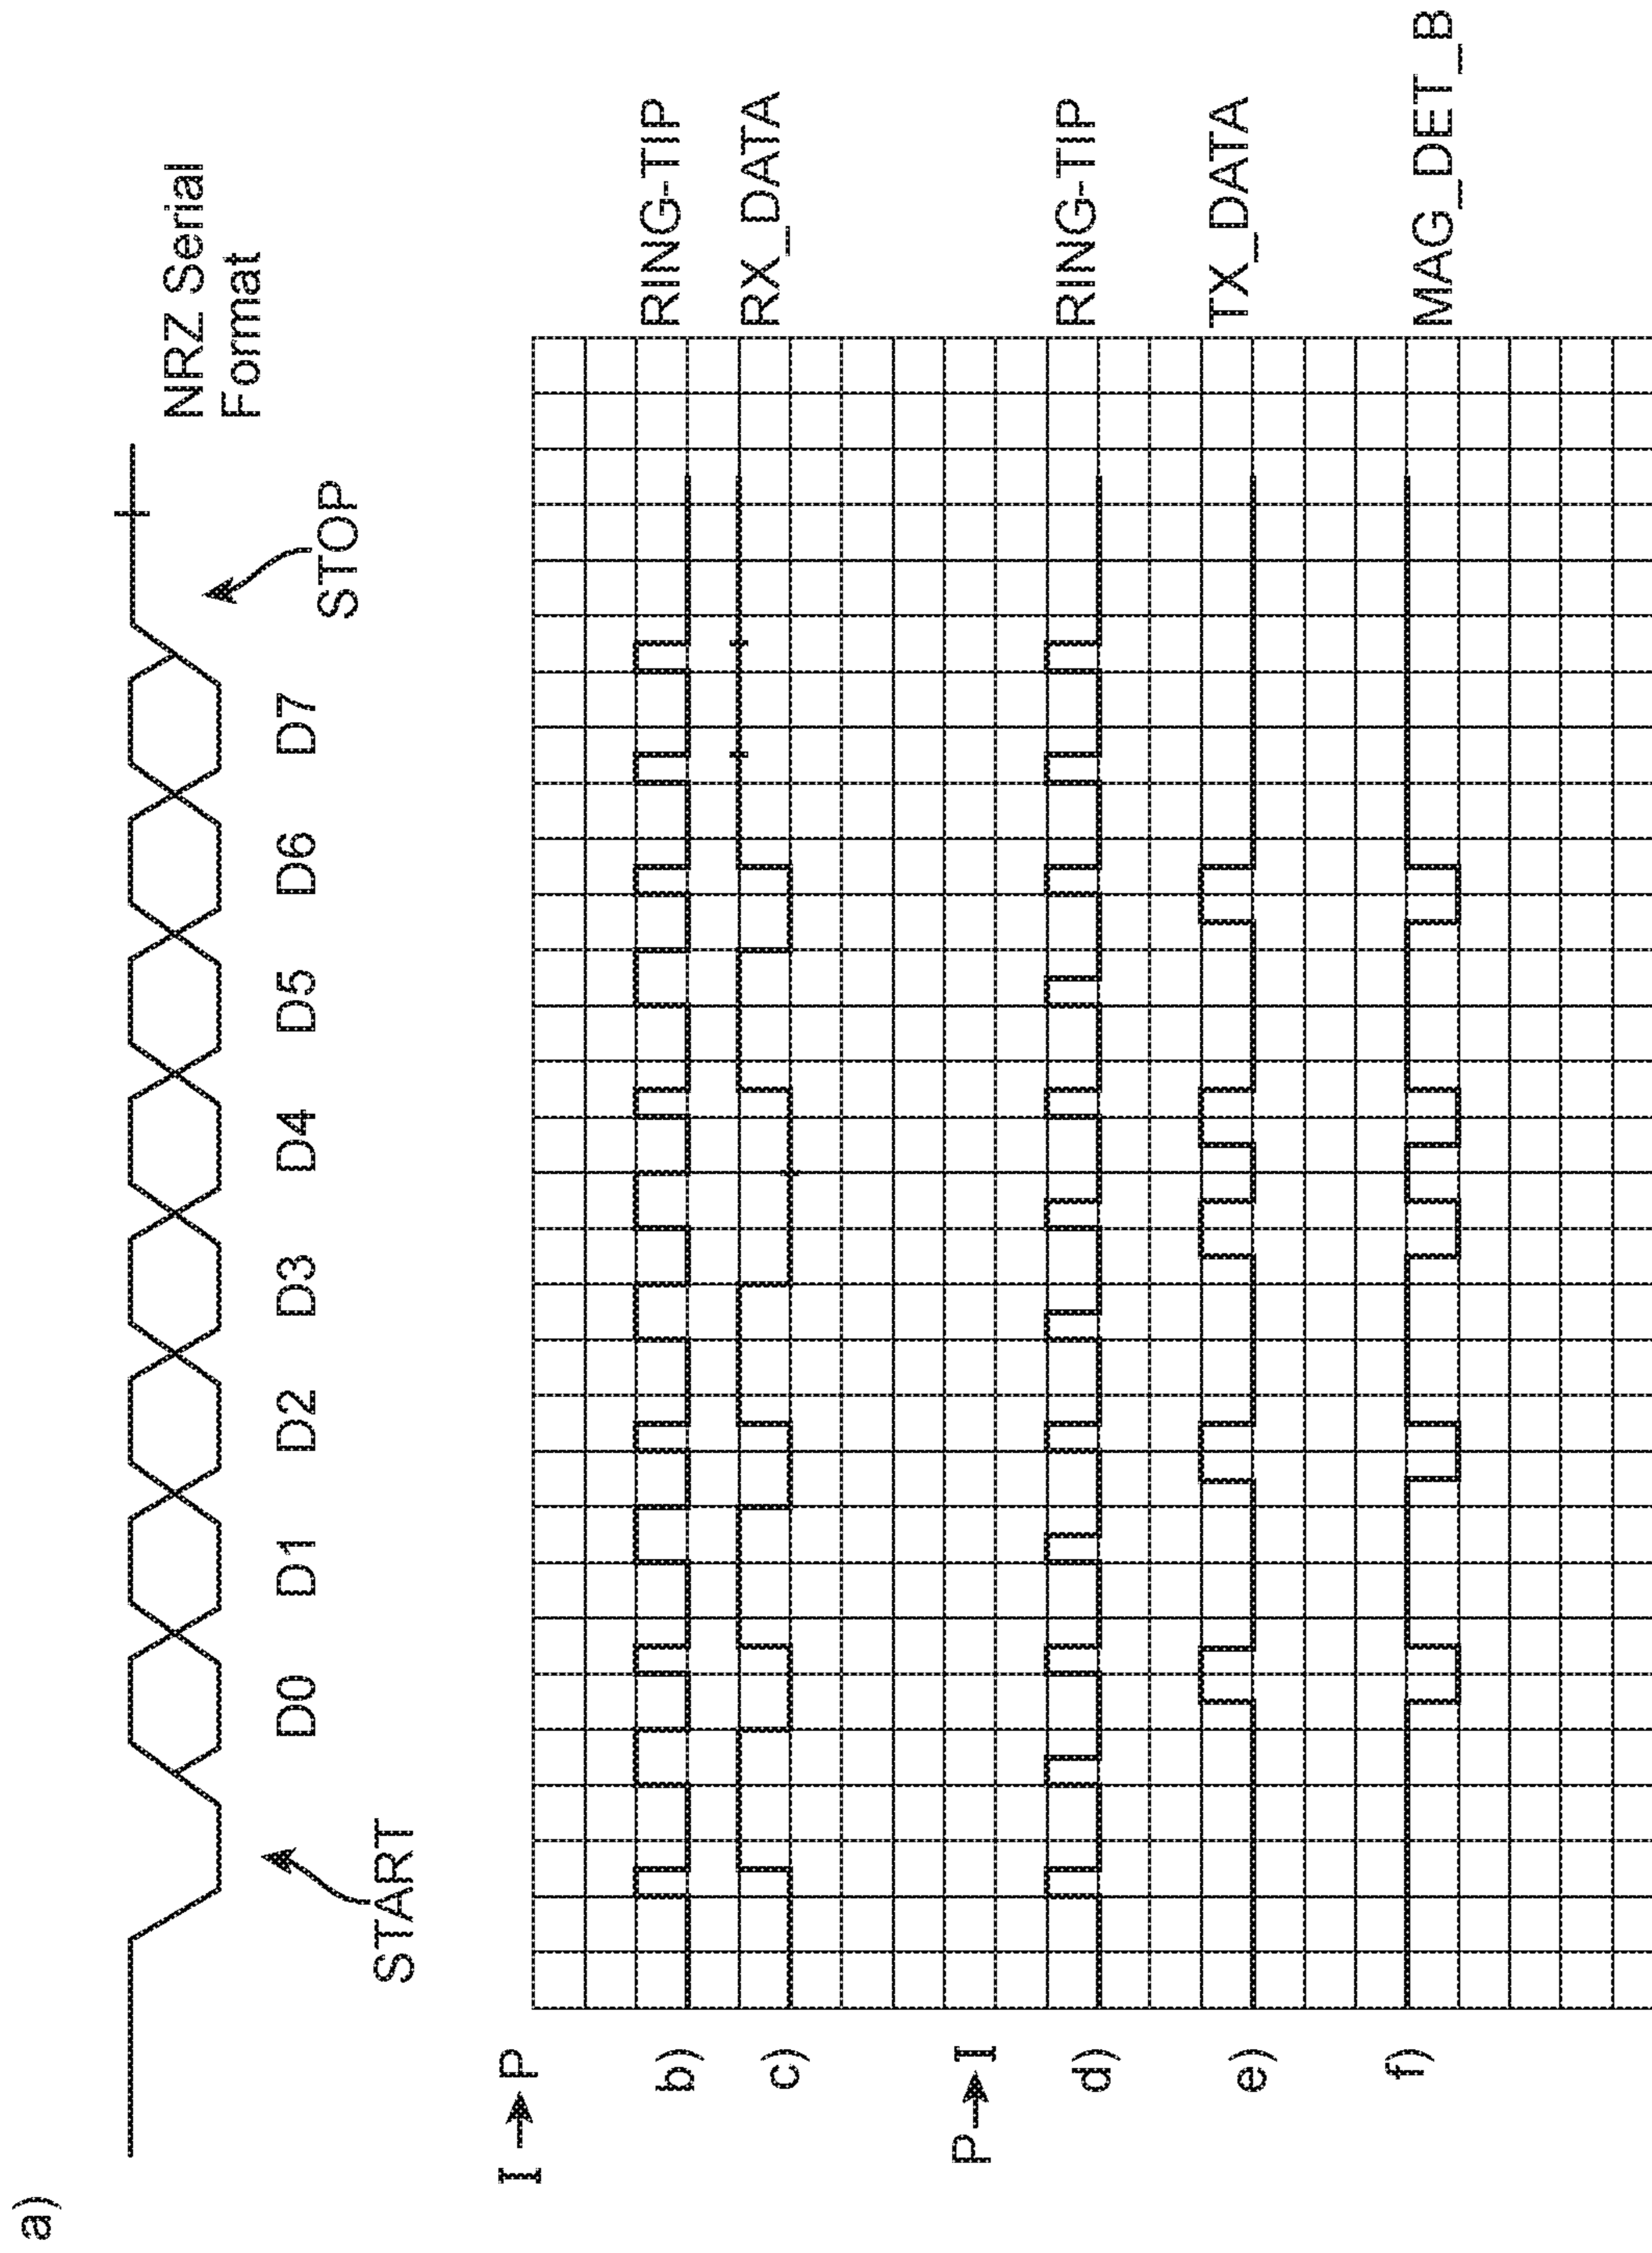 a)
NRZ Serial
Format
D0 D1 D2 D3 D4 D5 D6 D7
START
STOP
I → P
b) RING-TIP
c) RX_DATA
P → I
d) RING-TIP
e) TX_DATA
f) MAG_DET_B